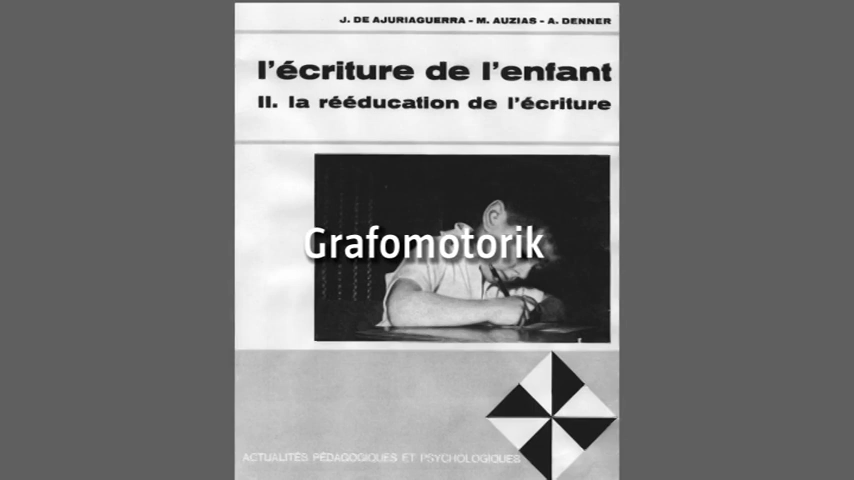 J. DE AJURIAGUERRA - M. AUZIAS - A. DENNER
l'écriture de l'enfant
II. la rééducation de l'écriture
Grafomotorik
ACTUALITÉS PÉDAGOGIQUES ET PSYCHOLOGIQUES